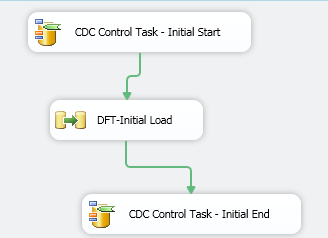 CDC Control Task - Initial Start
DFT-Initial Load
CDC Control Task - Initial End